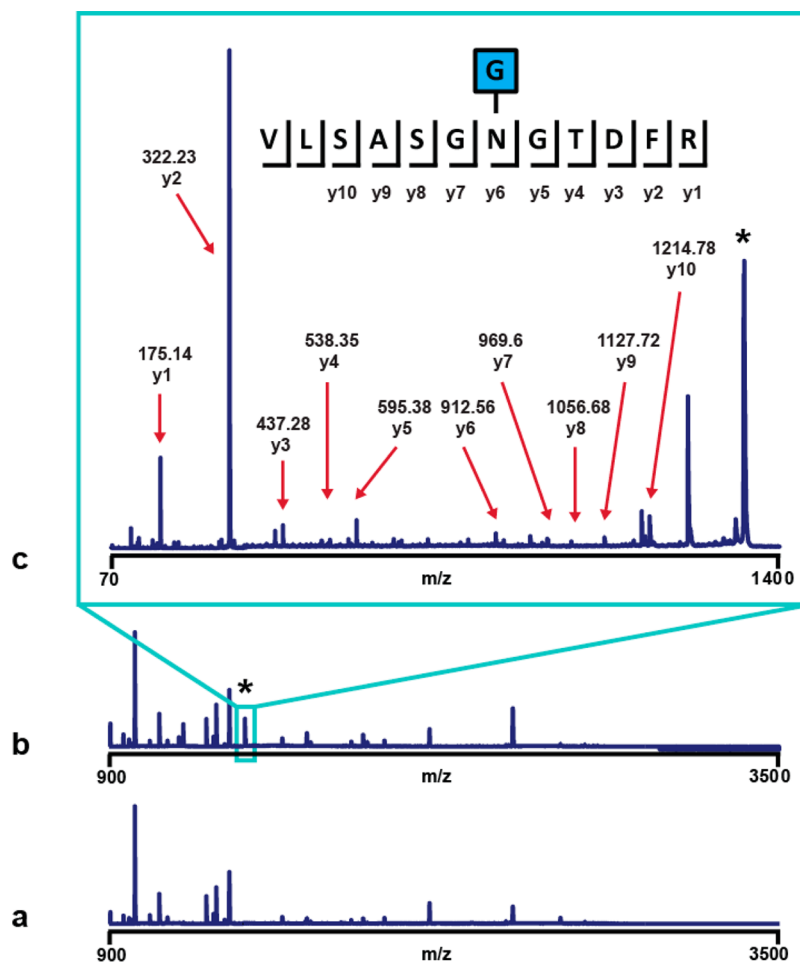 G
V L S A S G N G T D F R
y10 y9 y8 y7 y6 y5 y4 y3 y2 y1
322.23
y2
*
1214.78
y10
175.14
y1
538.35
y4
969.6
y7
1127.72
y9
437.28
y3
595.38
y5
912.56
y6
1056.68
y8
c
70 m/z 1400
*
b
900 m/z 3500
a
900 m/z 3500